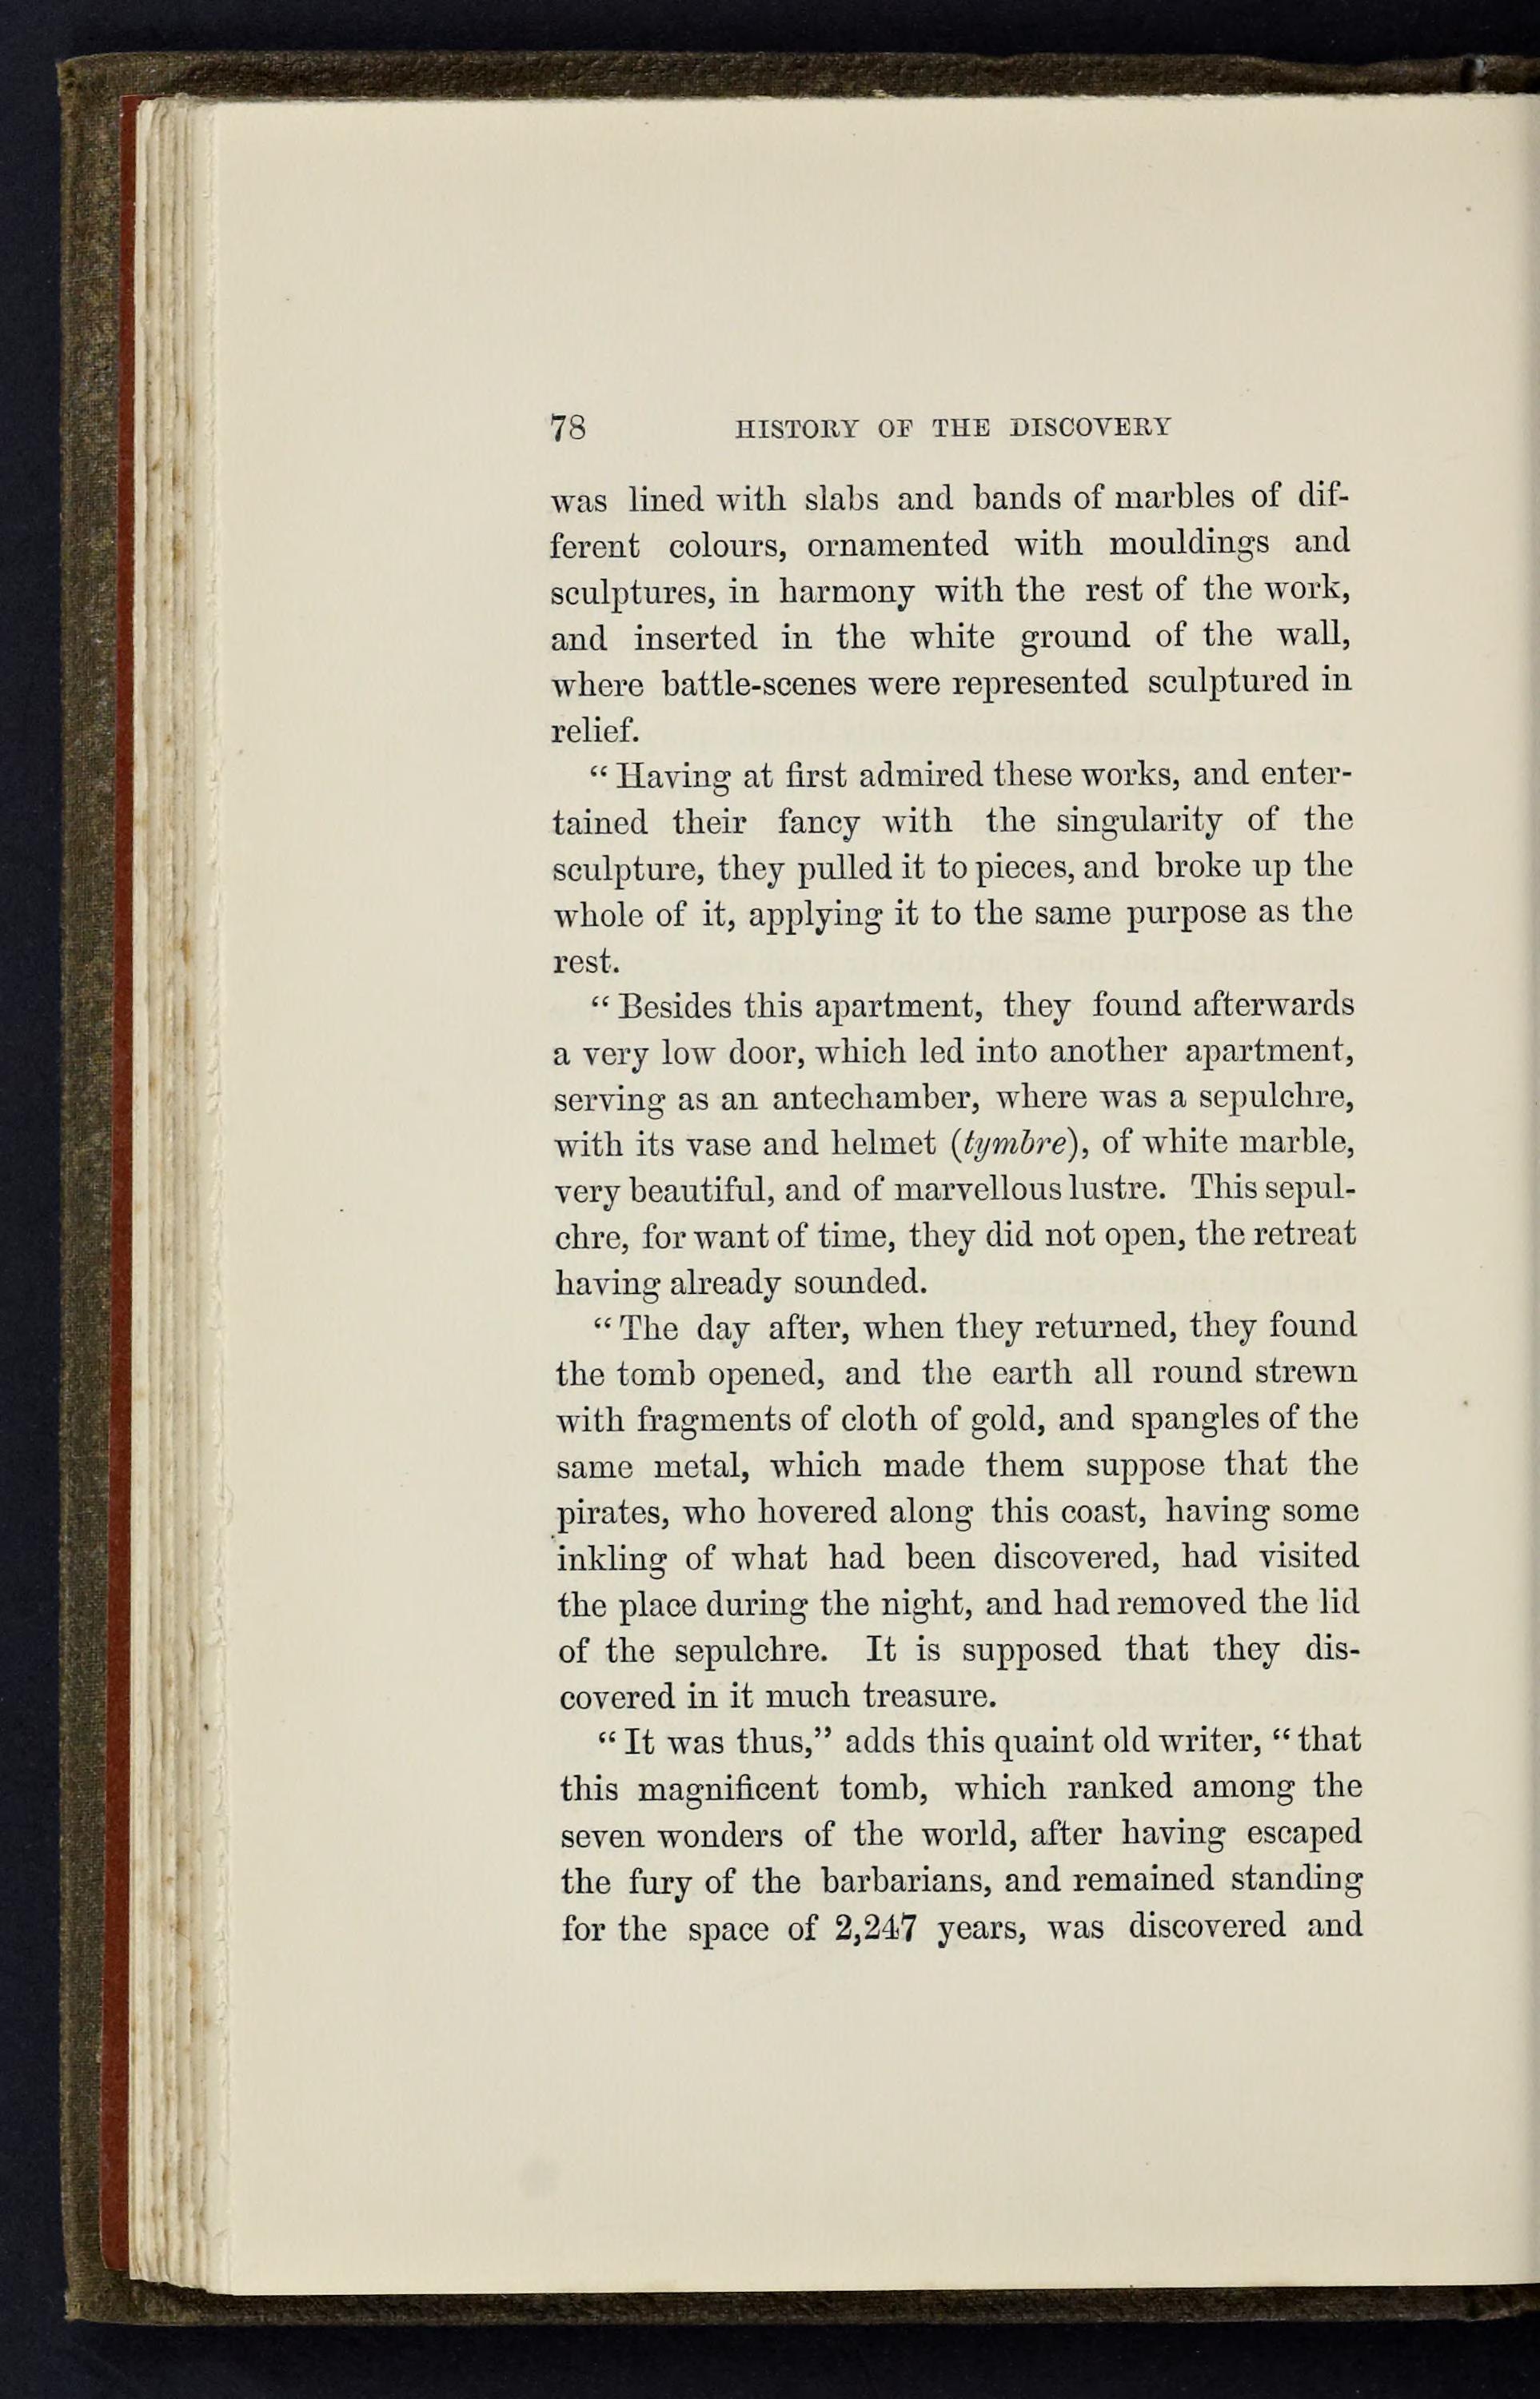 78 HISTORY OF THE DISCOVERY
was lined with slabs and bands of marbles of dif-
ferent colours, ornamented with mouldings and
sculptures, in harmony with the rest of the work,
and inserted in the white ground of the wall,
where battle-scenes were represented sculptured in
relief.
“Having at first admired these works, and enter-
tained their fancy with the singularity of the
sculpture, they pulled it to pieces, and broke up the
whole of it, applying it to the same purpose as the
rest.
“Besides this apartment, they found afterwards
a very low door, which led into another apartment,
serving as an antechamber, where was a sepulchre,
with its vase and helmet (tymbre), of white marble,
very beautiful, and of marvellous lustre. This sepul-
chre, for want of time, they did not open, the retreat
having already sounded.
“The day after, when they returned, they found
the tomb opened, and the earth all round strewn
with fragments of cloth of gold, and spangles of the
same metal, which made them suppose that the
pirates, who hovered along this coast, having some
inkling of what had been discovered, had visited
the place during the night, and had removed the lid
of the sepulchre. It is supposed that they dis-
covered in it much treasure.
“It was thus,” adds this quaint old writer, “that
this magnificent tomb, which ranked among the
seven wonders of the world, after having escaped
the fury of the barbarians, and remained standing
for the space of 2,247 years, was discovered and